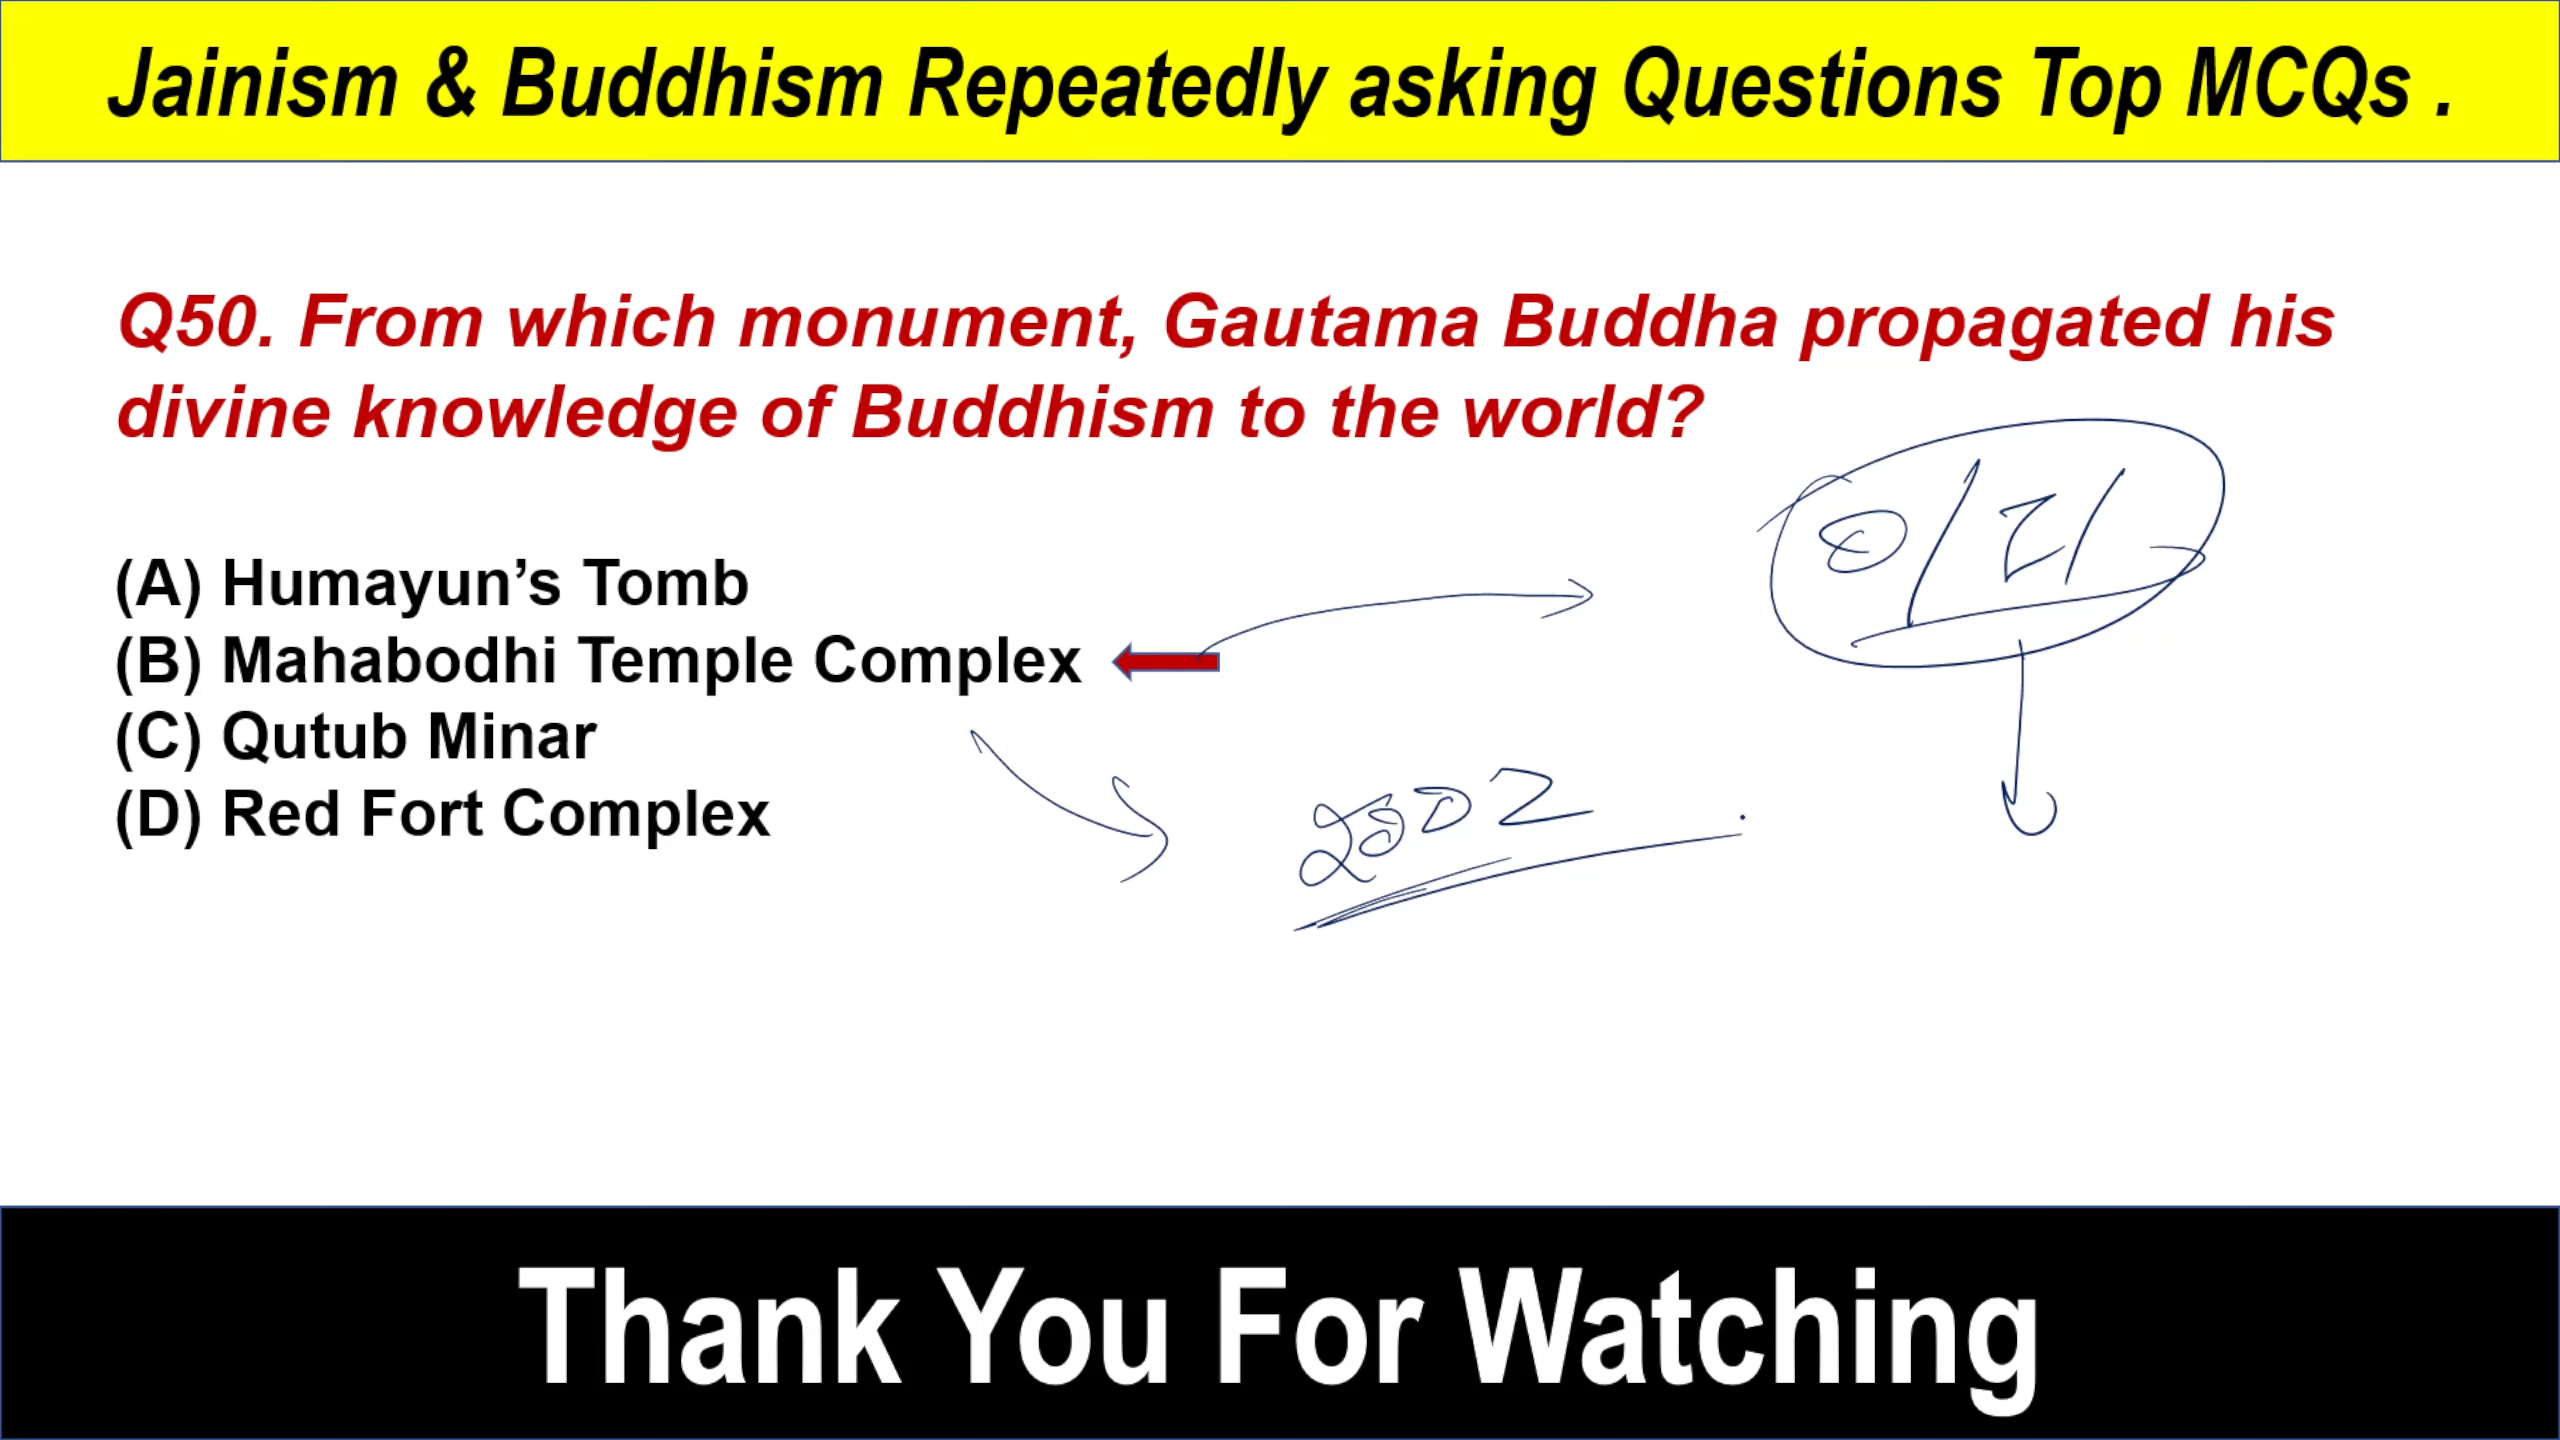 Jainism & Buddhism Repeatedly asking Questions Top MCQs .
Q50. From which monument, Gautama Buddha propagated his
divine knowledge of Buddhism to the world?
(A) Humayun’s Tomb
(B) Mahabodhi Temple Complex
(C) Qutub Minar
(D) Red Fort Complex
2002
Thank You For Watching